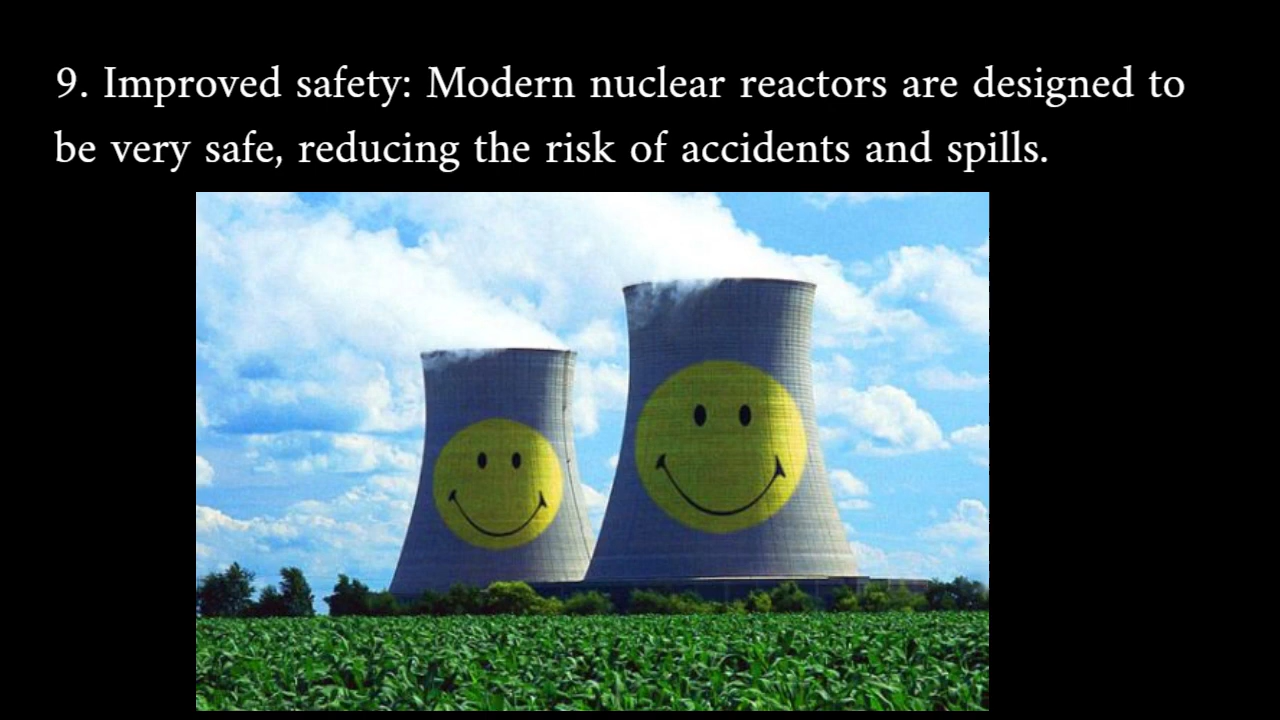 9. Improved safety: Modern nuclear reactors are designed to
be very safe, reducing the risk of accidents and spills.